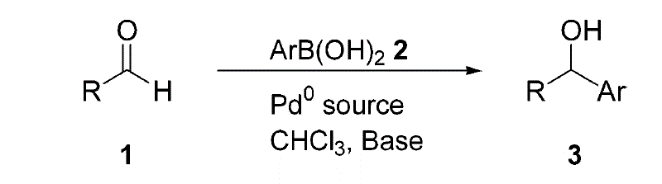 O
R H
1
ArB(OH)₂ 2
Pd⁰ source
CHCl₃, Base
OH
R Ar
3